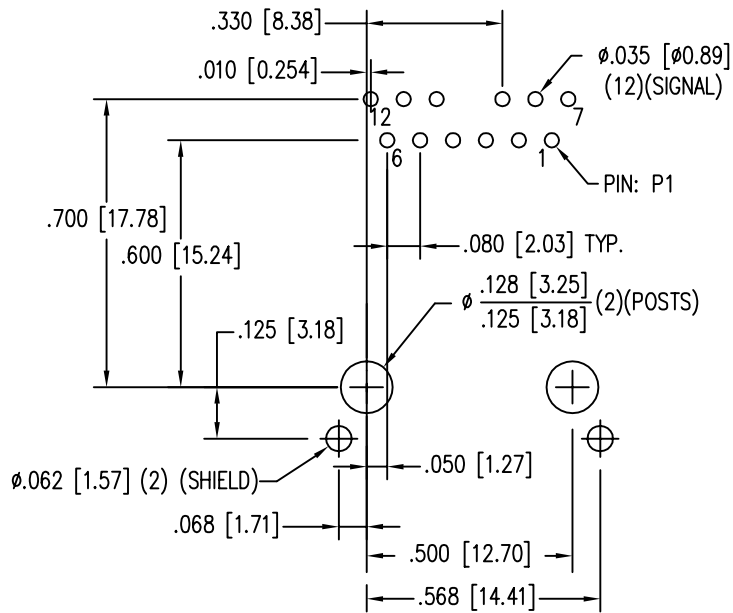 .330 [8.38]
.010 [0.254]
ø.035 [ø0.89]
(12)(SIGNAL)
12
7
6
1
PIN: P1
.700 [17.78]
.600 [15.24]
.080 [2.03] TYP.
ø .128 [3.25]
.125 [3.18] (2)(POSTS)
.125 [3.18]
ø.062 [1.57] (2) (SHIELD)
.050 [1.27]
.068 [1.71]
.500 [12.70]
.568 [14.41]